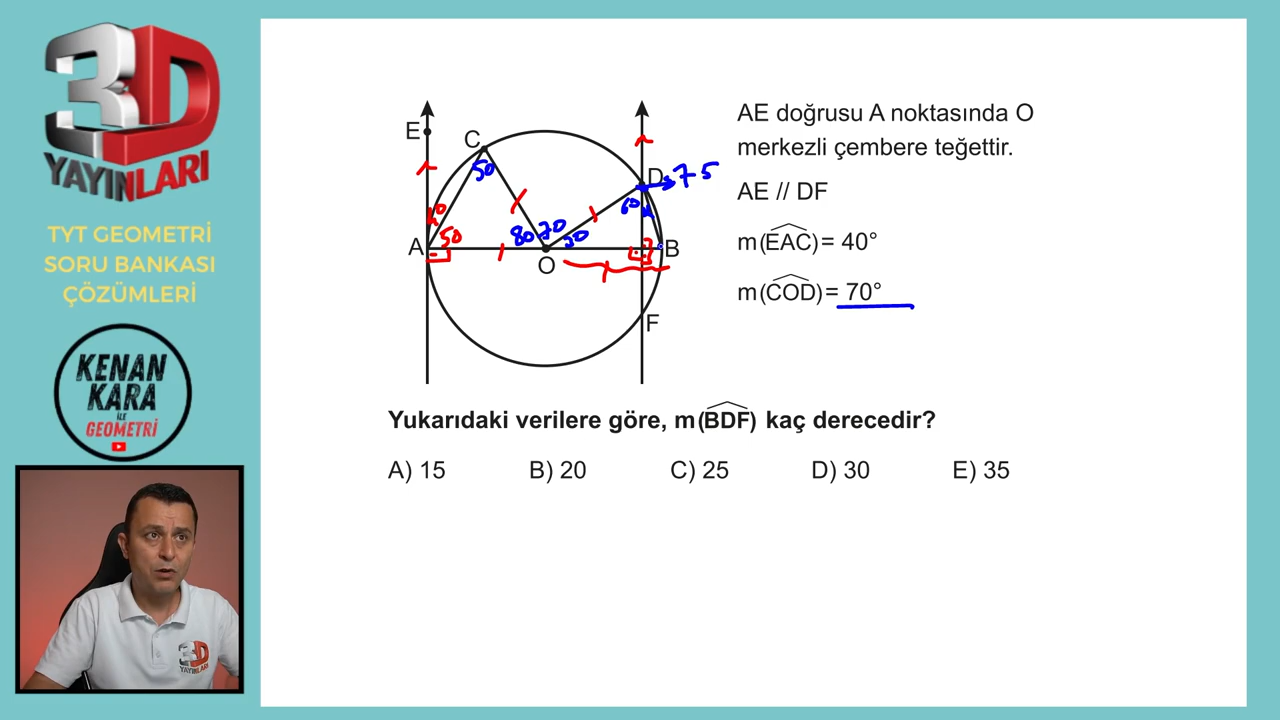 3D
YAYINLARI
TYT GEOMETRİ
SORU BANKASI
ÇÖZÜMLERİ
KENAN
KARA
İLE
GEOMETRİ
3D
YAYINLARI
E
C
D
75
50
60
40
50
80
70
30
A
O
B
F
AE doğrusu A noktasında O
merkezli çembere teğettir.
AE // DF
m(EAC) = 40°
m(COD) = 70°
Yukarıdaki verilere göre, m(BDF) kaç derecedir?
A) 15 B) 20 C) 25 D) 30 E) 35